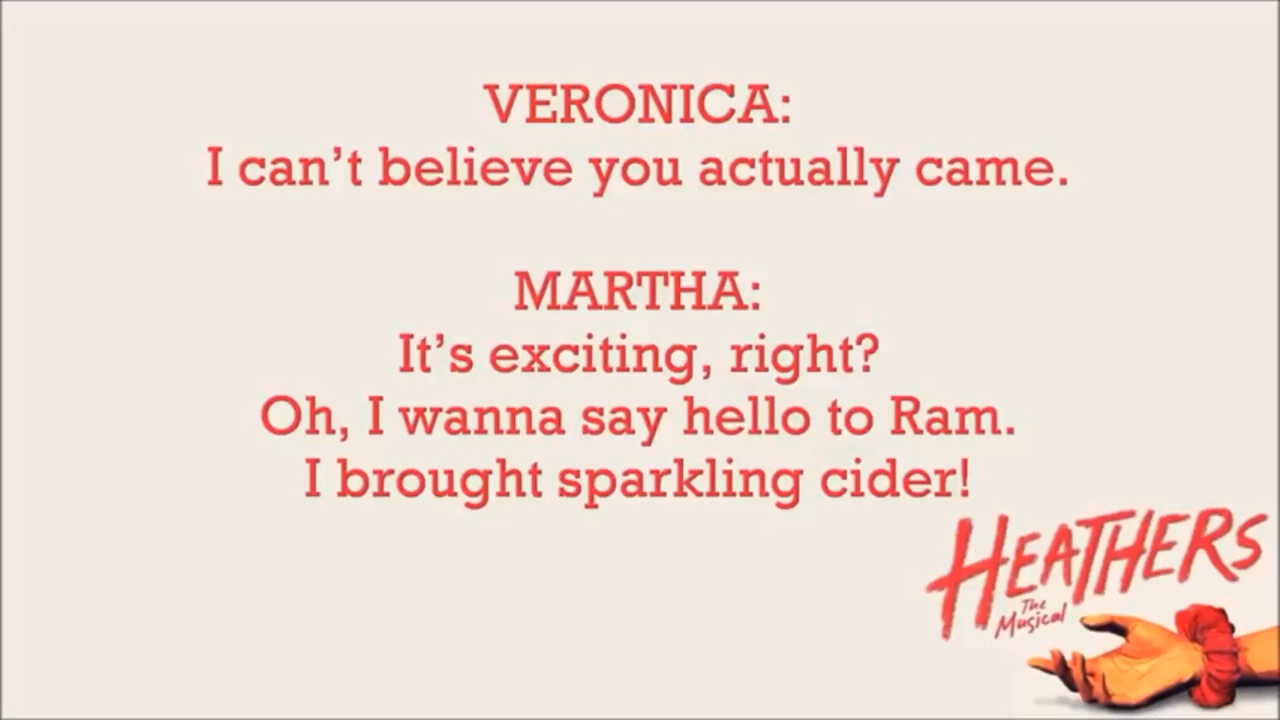 VERONICA:
I can’t believe you actually came.
MARTHA:
It’s exciting, right?
Oh, I wanna say hello to Ram.
I brought sparkling cider!
HEATHERS
The
Musical